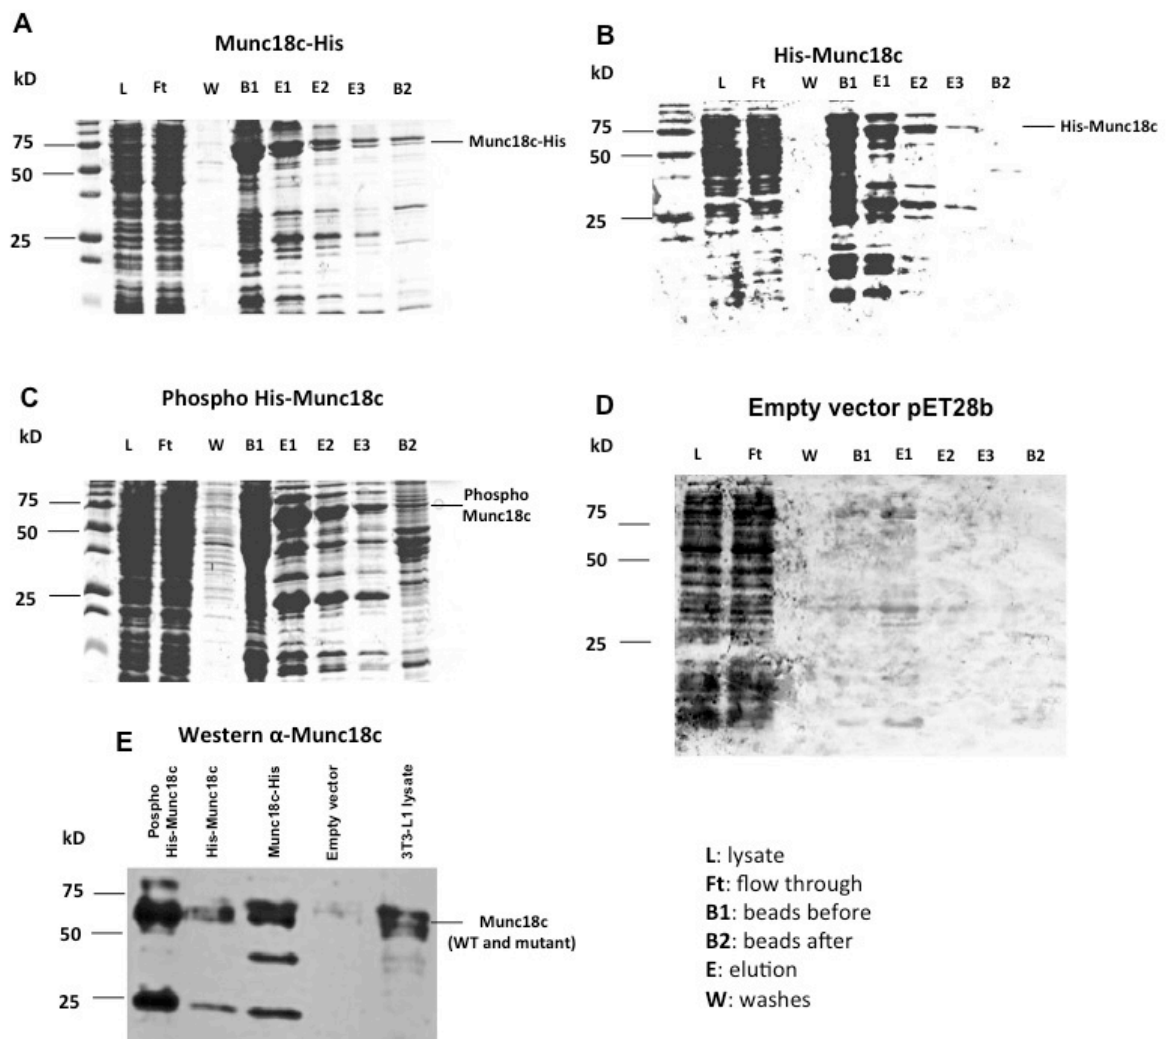 A
Munc18c-His
kD
L Ft W B1 E1 E2 E3 B2
75
50
25
Munc18c-His
B
His-Munc18c
kD
L Ft W B1 E1 E2 E3 B2
75
50
25
His-Munc18c
C
Phospho His-Munc18c
kD
L Ft W B1 E1 E2 E3 B2
75
50
25
Phospho
Munc18c
D
Empty vector pET28b
kD
L Ft W B1 E1 E2 E3 B2
75
50
25
E
Western α-Munc18c
kD
Pospho
His-Munc18c
His-Munc18c
Munc18c-His
Empty vector
3T3-L1 lysate
75
50
25
Munc18c
(WT and mutant)
L: lysate
Ft: flow through
B1: beads before
B2: beads after
E: elution
W: washes